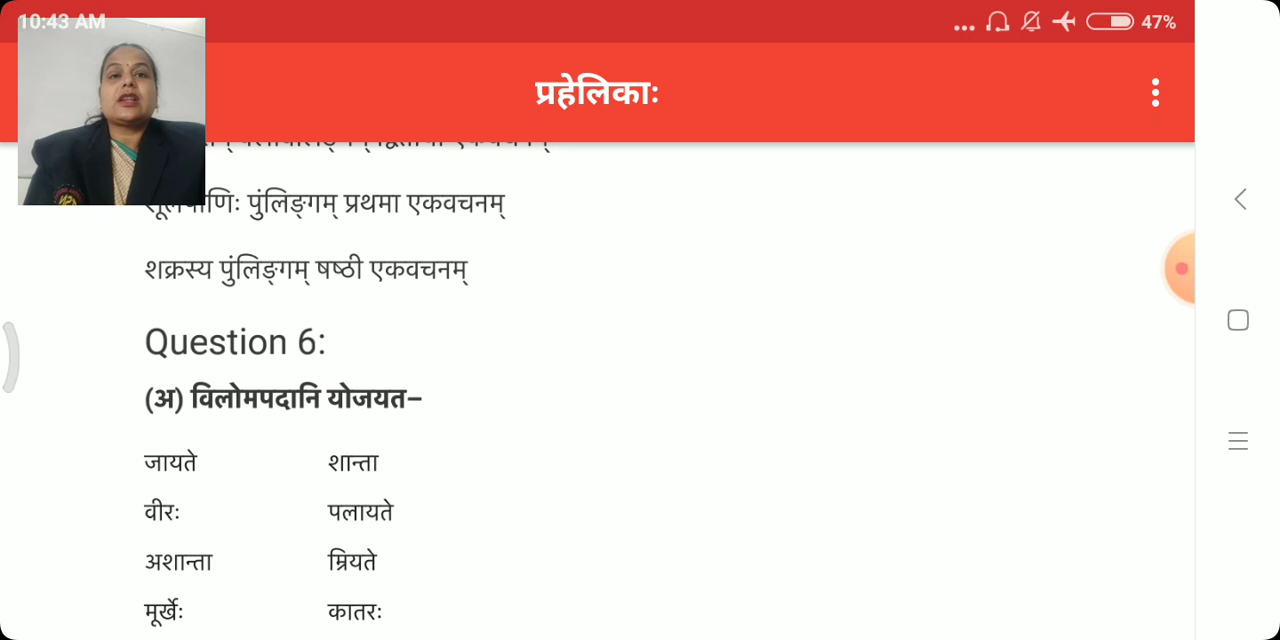 10:43 AM
... 47%
प्रहेलिकाः
पुंलिङ्गम् प्रथमा एकवचनम्
शक्रस्य पुंलिङ्गम् षष्ठी एकवचनम्
Question 6:
(अ) विलोमपदानि योजयत–
जायते शान्ता
वीरः पलायते
अशान्ता म्रियते
मूर्खेः कातरः